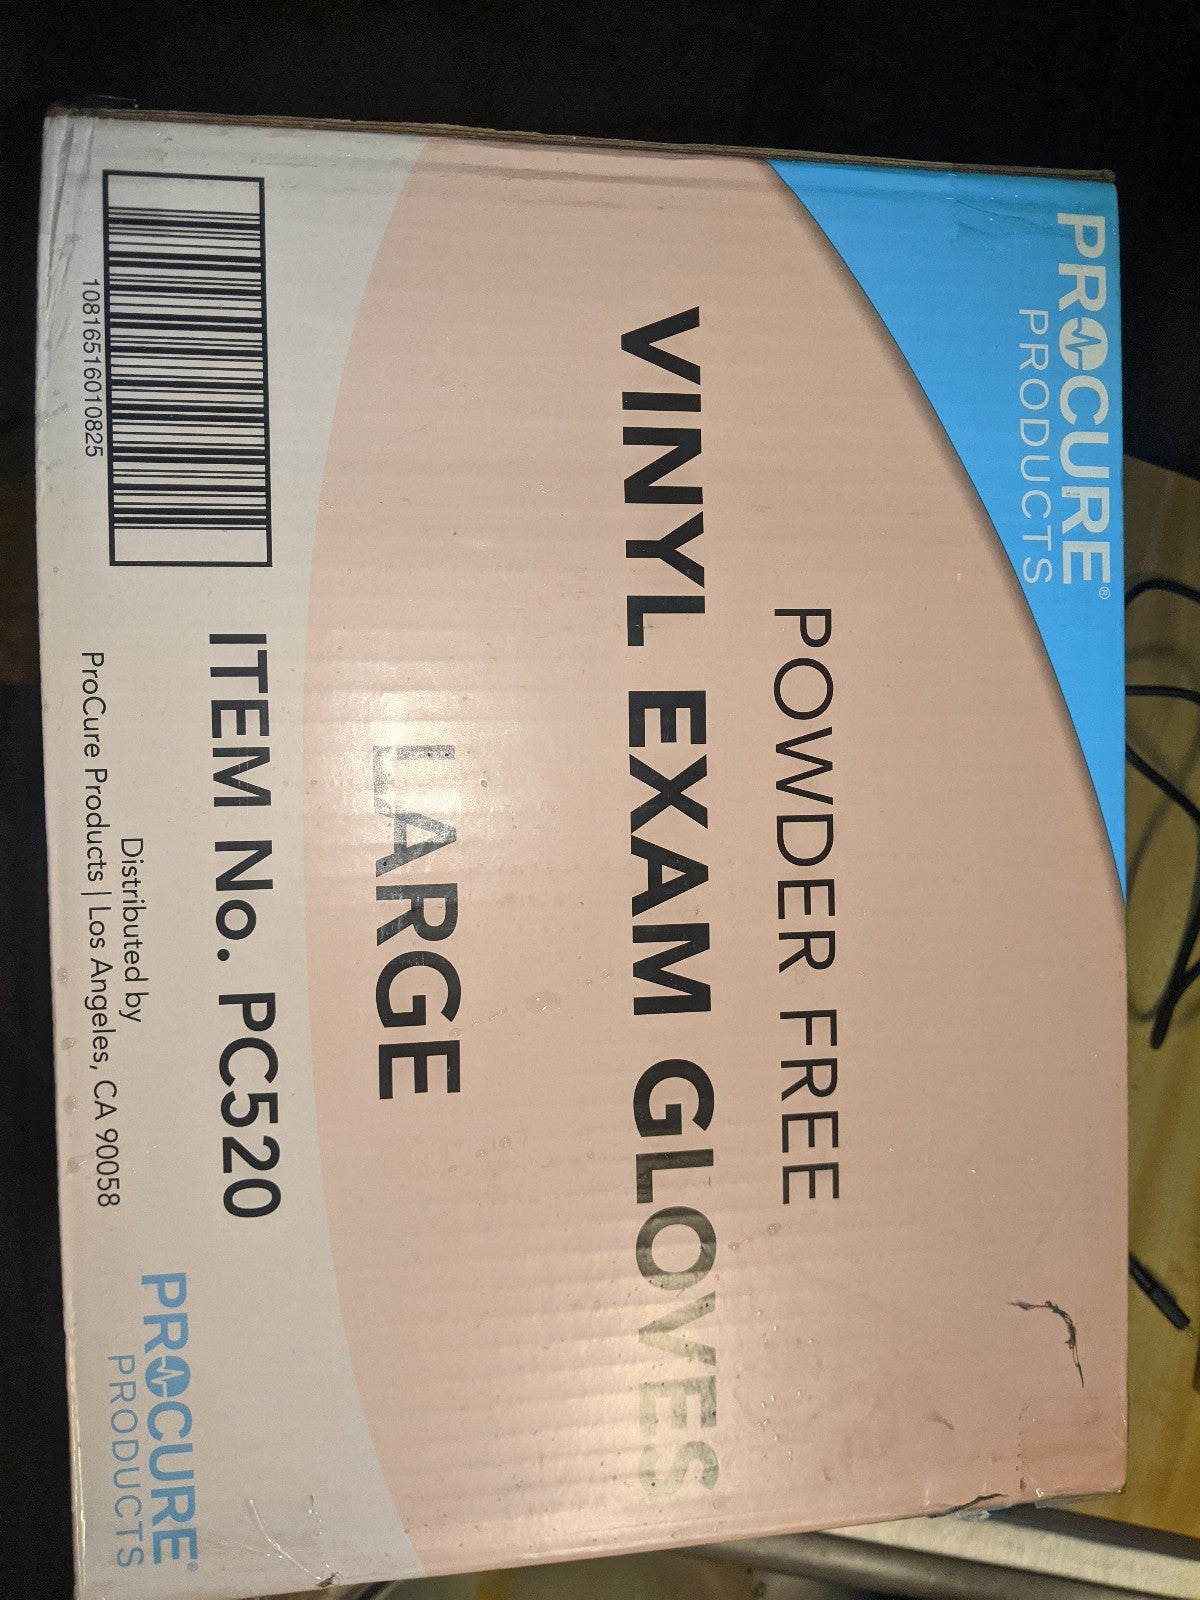 PROCURE®
PRODUCTS
POWDER FREE
VINYL EXAM GLOVES
LARGE
ITEM No. PC520
10816516010825
Distributed by
ProCure Products | Los Angeles, CA 90058
PROCURE®
PRODUCTS